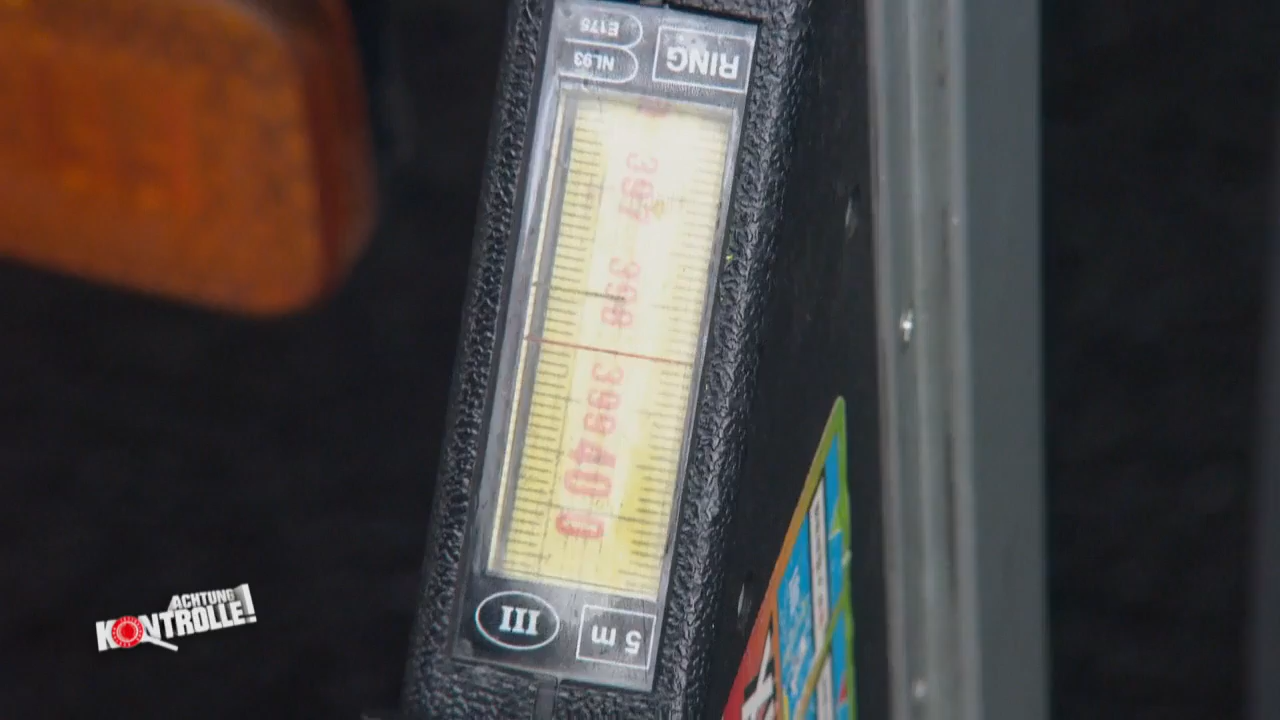 E175
NL93
RING
397
398
399
400
III
5 m
ACHTUNG
KONTROLLE!